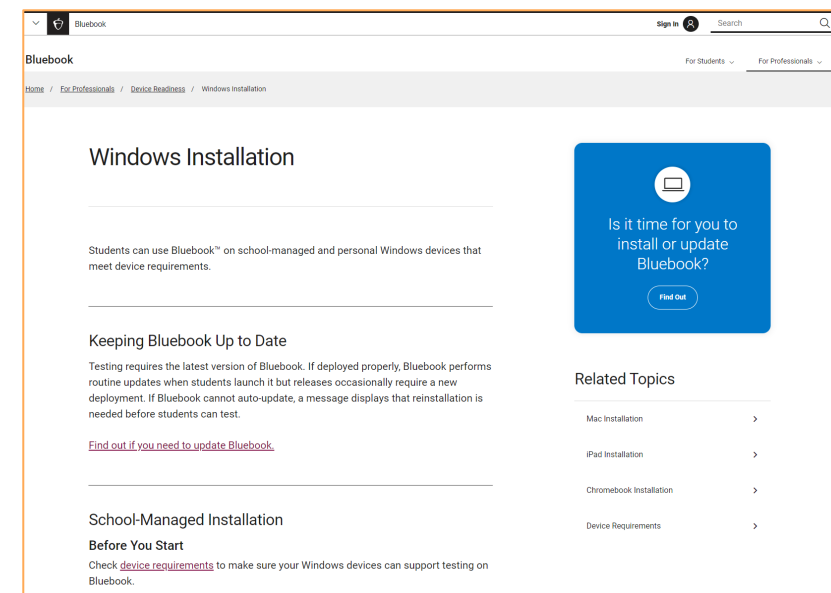 Bluebook
Sign In
Search
Bluebook
For Students
For Professionals
Home / For Professionals / Device Readiness / Windows Installation
Windows Installation
Students can use Bluebook™ on school-managed and personal Windows devices that
meet device requirements.
Keeping Bluebook Up to Date
Testing requires the latest version of Bluebook. If deployed properly, Bluebook performs
routine updates when students launch it but releases occasionally require a new
deployment. If Bluebook cannot auto-update, a message displays that reinstallation is
needed before students can test.
Find out if you need to update Bluebook.
School-Managed Installation
Before You Start
Check device requirements to make sure your Windows devices can support testing on
Bluebook.
Is it time for you to
install or update
Bluebook?
Find Out
Related Topics
Mac Installation
iPad Installation
Chromebook Installation
Device Requirements